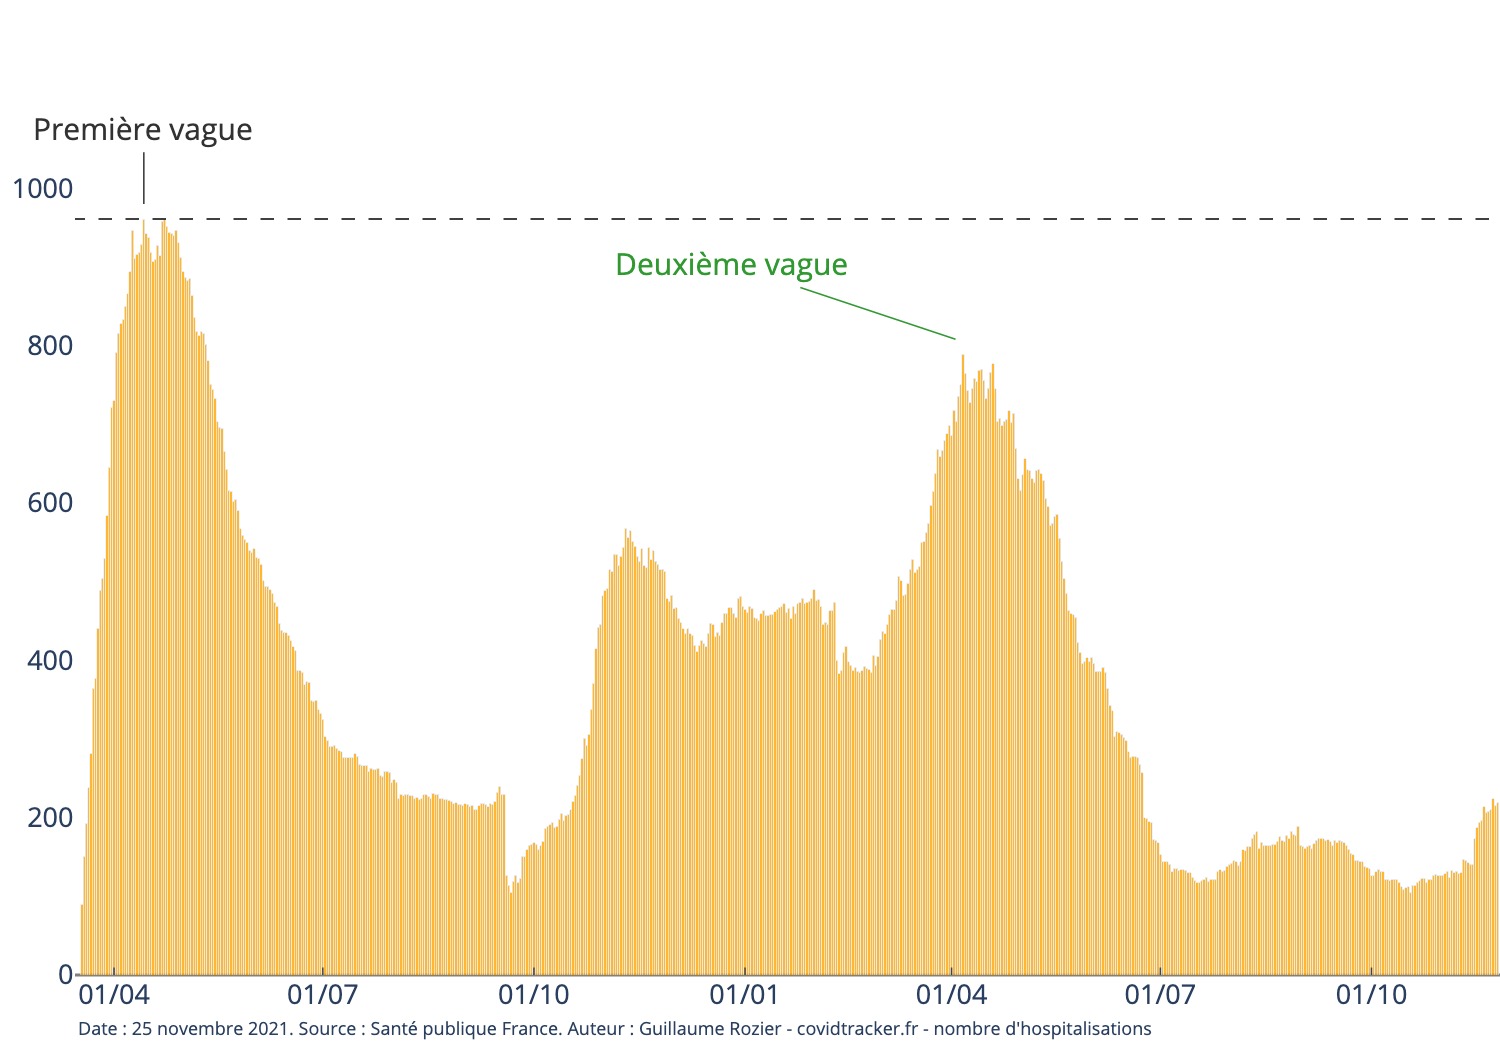 Première vague
1000
Deuxième vague
800
600
400
200
0
01/04 01/07 01/10 01/01 01/04 01/07 01/10
Date : 25 novembre 2021. Source : Santé publique France. Auteur : Guillaume Rozier - covidtracker.fr - nombre d'hospitalisations